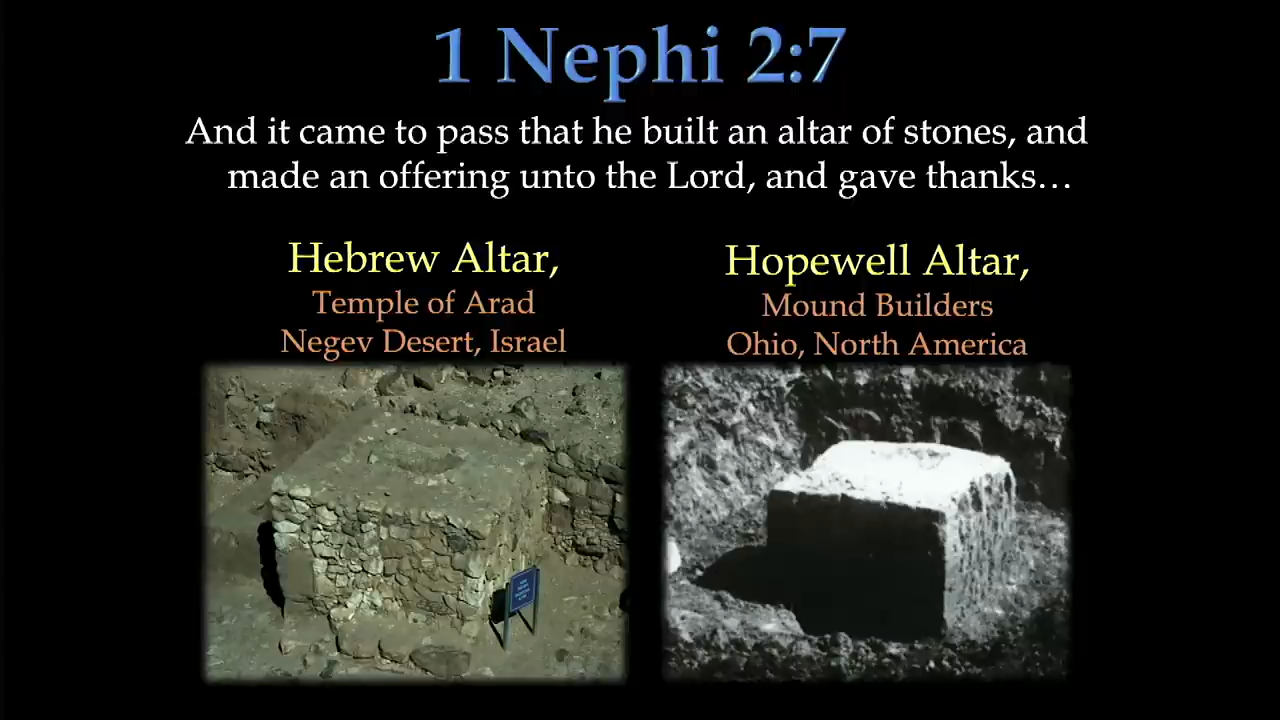 1 Nephi 2:7
And it came to pass that he built an altar of stones, and
made an offering unto the Lord, and gave thanks…
Hebrew Altar,
Temple of Arad
Negev Desert, Israel
Hopewell Altar,
Mound Builders
Ohio, North America